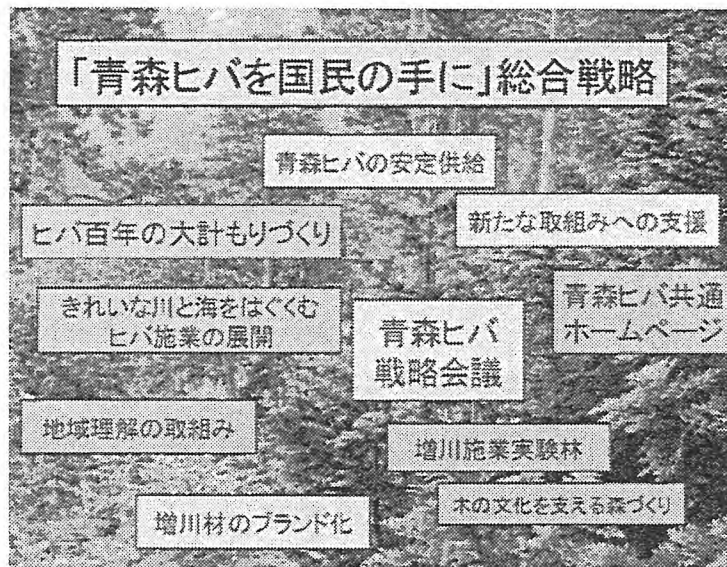 「青森ヒバを国民の手に」総合戦略
青森ヒバの安定供給
ヒバ百年の大計もりづくり
新たな取組みへの支援
きれいな川と海をはぐくむ
ヒバ施業の展開
青森ヒバ共通
ホームページ
青森ヒバ
戦略会議
地域理解の取組み
増川施業実験林
木の文化を支える森づくり
増川材のブランド化